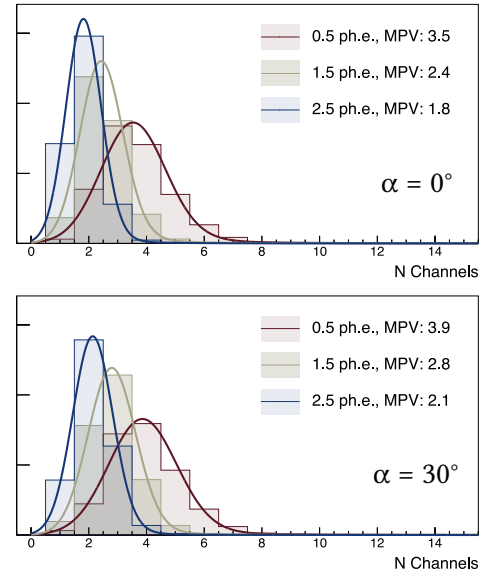 0.5 ph.e., MPV: 3.5
1.5 ph.e., MPV: 2.4
2.5 ph.e., MPV: 1.8
α = 0°
0 2 4 6 8 10 12 14
N Channels
0.5 ph.e., MPV: 3.9
1.5 ph.e., MPV: 2.8
2.5 ph.e., MPV: 2.1
α = 30°
0 2 4 6 8 10 12 14
N Channels